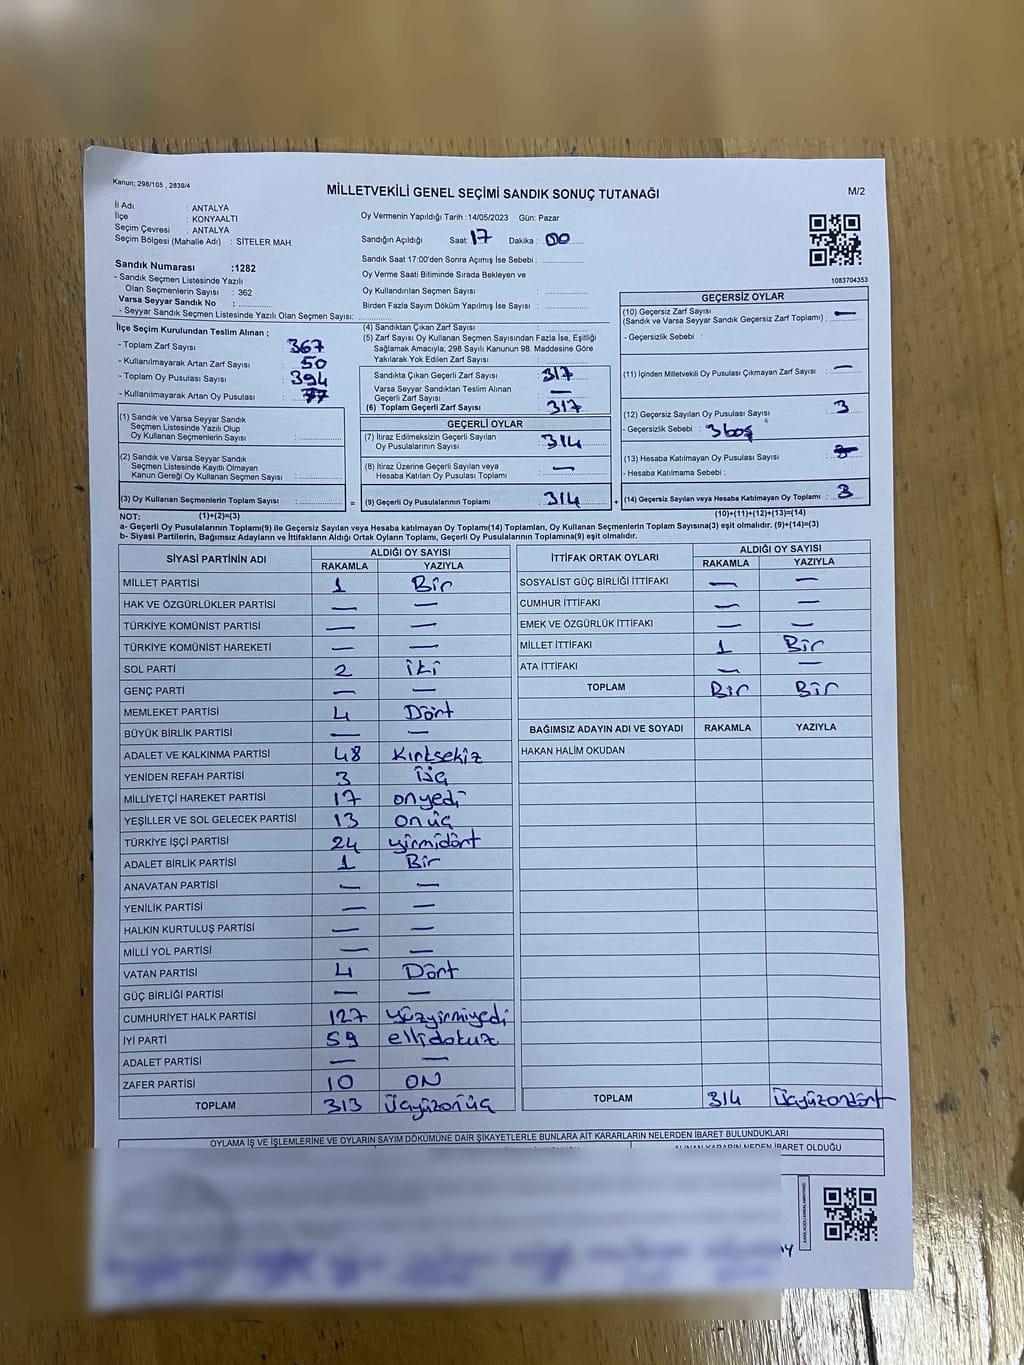 Kanun; 298/105 , 2839/4
MİLLETVEKİLİ GENEL SEÇİMİ SANDIK SONUÇ TUTANAĞI
M/2
İl Adı : ANTALYA
İlçe : KONYAALTI
Seçim Çevresi : ANTALYA
Seçim Bölgesi (Mahalle Adı) : SİTELER MAH.
Oy Vermenin Yapıldığı Tarih :14/05/2023 Gün: Pazar
Sandığın Açıldığı Saat: 17 Dakika : 00
Sandık Saat 17:00'den Sonra Açımış İse Sebebi :
Oy Verme Saati Bitiminde Sırada Bekleyen ve
Oy Kullandırılan Seçmen Sayısı :
Birden Fazla Sayım Döküm Yapılmış İse Sayısı :
1083704353
Sandık Numarası :1282
- Sandık Seçmen Listesinde Yazılı
Olan Seçmenlerin Sayısı : 362
Varsa Seyyar Sandık No :
- Seyyar Sandık Seçmen Listesinde Yazılı Olan Seçmen Sayısı:
İlçe Seçim Kurulundan Teslim Alınan ;
- Toplam Zarf Sayısı : 367
- Kullanılmayarak Artan Zarf Sayısı : 50
- Toplam Oy Pusulası Sayısı : 394
- Kullanılmayarak Artan Oy Pusulası : 77
(1) Sandık ve Varsa Seyyar Sandık
Seçmen Listesinde Yazılı Olup
Oy Kullanan Seçmenlerin Sayısı :
(2) Sandık ve Varsa Seyyar Sandık
Seçmen Listesinde Kayıtlı Olmayan
Kanun Gereği Oy Kullanan Seçmen Sayısı :
(3) Oy Kullanan Seçmenlerin Toplam Sayısı :
(4) Sandıktan Çıkan Zarf Sayısı :
(5) Zarf Sayısı Oy Kullanan Seçmen Sayısından Fazla İse, Eşitliği
Sağlamak Amacıyla; 298 Sayılı Kanunun 98. Maddesine Göre
Yakılarak Yok Edilen Zarf Sayısı :
Sandıkta Çıkan Geçerli Zarf Sayısı : 317
Varsa Seyyar Sandıktan Teslim Alınan
Geçerli Zarf Sayısı : —
(6) Toplam Geçerli Zarf Sayısı : 317
GEÇERLİ OYLAR
(7) İtiraz Edilmeksizin Geçerli Sayılan
Oy Pusulalarının Sayısı : 314
(8) İtiraz Üzerine Geçerli Sayılan veya
Hesaba Katılan Oy Pusulası Toplamı : —
= (9) Geçerli Oy Pusulalarının Toplamı : 314 +
GEÇERSİZ OYLAR
(10) Geçersiz Zarf Sayısı
(Sandık ve Varsa Seyyar Sandık Geçersiz Zarf Toplamı) : —
- Geçersizlik Sebebi :
(11) İçinden Milletvekili Oy Pusulası Çıkmayan Zarf Sayısı : —
(12) Geçersiz Sayılan Oy Pusulası Sayısı : 3
- Geçersizlik Sebebi : 3 boş
(13) Hesaba Katılmayan Oy Pusulası Sayısı :
- Hesaba Katılmama Sebebi :
(14) Geçersiz Sayılan veya Hesaba Katılmayan Oy Toplamı : 3
NOT: (1)+(2)=(3)
(10)+(11)+(12)+(13)=(14)
a- Geçerli Oy Pusulalarının Toplamı(9) ile Geçersiz Sayılan veya Hesaba katılmayan Oy Toplamı(14) Toplamları, Oy Kullanan Seçmenlerin Toplam Sayısına(3) eşit olmalıdır. (9)+(14)=(3)
b- Siyasi Partilerin, Bağımsız Adayların ve İttifakların Aldığı Ortak Oyların Toplamı, Geçerli Oy Pusulalarının Toplamına(9) eşit olmalıdır.
SİYASİ PARTİNİN ADI ALDIĞI OY SAYISI
RAKAMLA YAZIYLA
MİLLET PARTİSİ 1 Bir
HAK VE ÖZGÜRLÜKLER PARTİSİ — —
TÜRKİYE KOMÜNİST PARTİSİ — —
TÜRKİYE KOMÜNİST HAREKETİ — —
SOL PARTİ 2 iki
GENÇ PARTİ — —
MEMLEKET PARTİSİ 4 Dört
BÜYÜK BİRLİK PARTİSİ — —
ADALET VE KALKINMA PARTİSİ 48 Kırksekiz
YENİDEN REFAH PARTİSİ 3 üç
MİLLİYETÇİ HAREKET PARTİSİ 17 onyedi
YEŞİLLER VE SOL GELECEK PARTİSİ 13 onüç
TÜRKİYE İŞÇİ PARTİSİ 24 yirmidört
ADALET BİRLİK PARTİSİ 1 Bir
ANAVATAN PARTİSİ — —
YENİLİK PARTİSİ — —
HALKIN KURTULUŞ PARTİSİ — —
MİLLİ YOL PARTİSİ — —
VATAN PARTİSİ 4 Dört
GÜÇ BİRLİĞİ PARTİSİ — —
CUMHURİYET HALK PARTİSİ 127 yüzyirmiyedi
İYİ PARTİ 59 ellidokuz
ADALET PARTİSİ — —
ZAFER PARTİSİ 10 ON
TOPLAM 313 Üçyüzonüç
İTTİFAK ORTAK OYLARI ALDIĞI OY SAYISI
RAKAMLA YAZIYLA
SOSYALİST GÜÇ BİRLİĞİ İTTİFAKI — —
CUMHUR İTTİFAKI — —
EMEK VE ÖZGÜRLÜK İTTİFAKI — —
MİLLET İTTİFAKI 1 Bir
ATA İTTİFAKI — —
TOPLAM Bir Bir
BAĞIMSIZ ADAYIN ADI VE SOYADI RAKAMLA YAZIYLA
HAKAN HALİM OKUDAN
TOPLAM 314 Üçyüzondört
OYLAMA İŞ VE İŞLEMLERİNE VE OYLARIN SAYIM DÖKÜMÜNE DAİR ŞİKAYETLERLE BUNLARA AİT KARARLARIN NELERDEN İBARET BULUNDUKLARI
ALINAN KARARIN NEDEN İBARET OLDUĞU